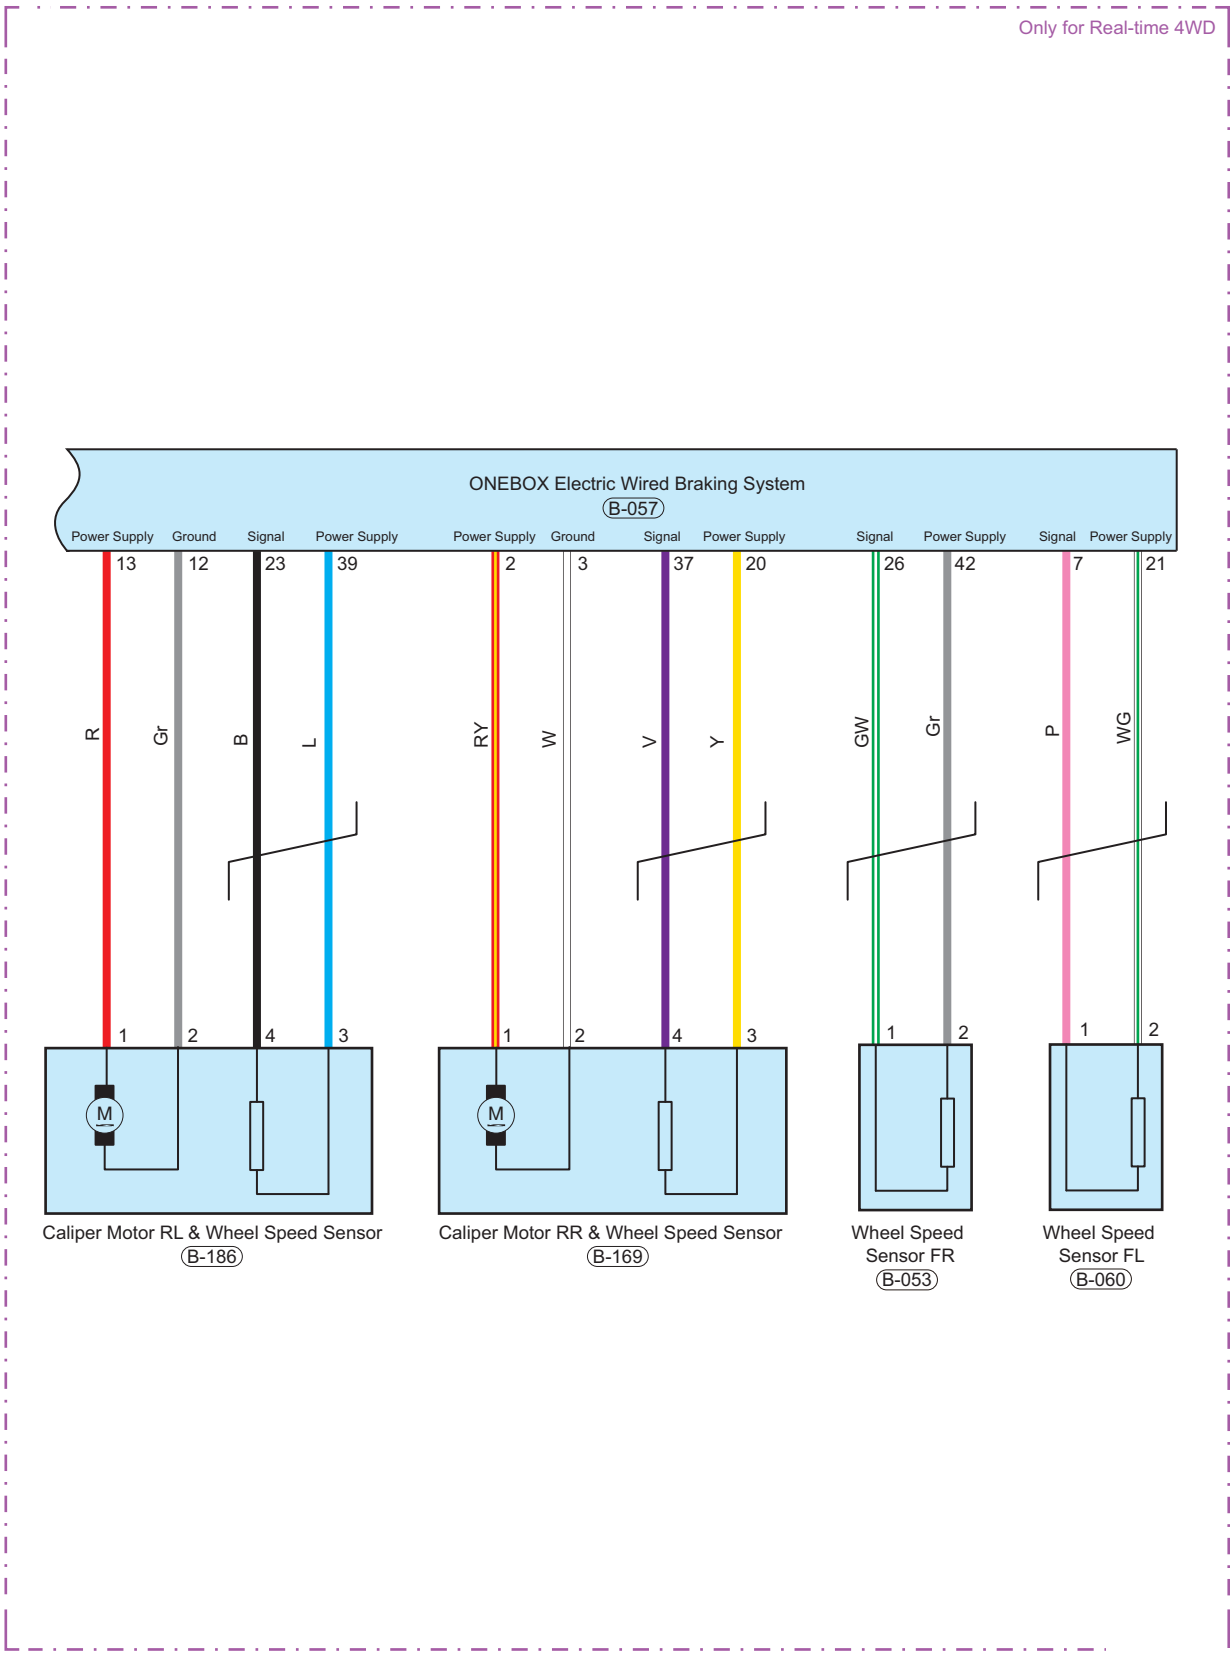 Only for Real-time 4WD
ONEBOX Electric Wired Braking System
B-057
Power Supply Ground Signal Power Supply Power Supply Ground Signal Power Supply Signal Power Supply Signal Power Supply
13 12 23 39 2 3 37 20 26 42 7 21
R Gr B L RY W V Y GW Gr P WG
1 2 4 3 1 2 4 3 1 2 1 2
M M
Caliper Motor RL & Wheel Speed Sensor
B-186
Caliper Motor RR & Wheel Speed Sensor
B-169
Wheel Speed
Sensor FR
B-053
Wheel Speed
Sensor FL
B-060